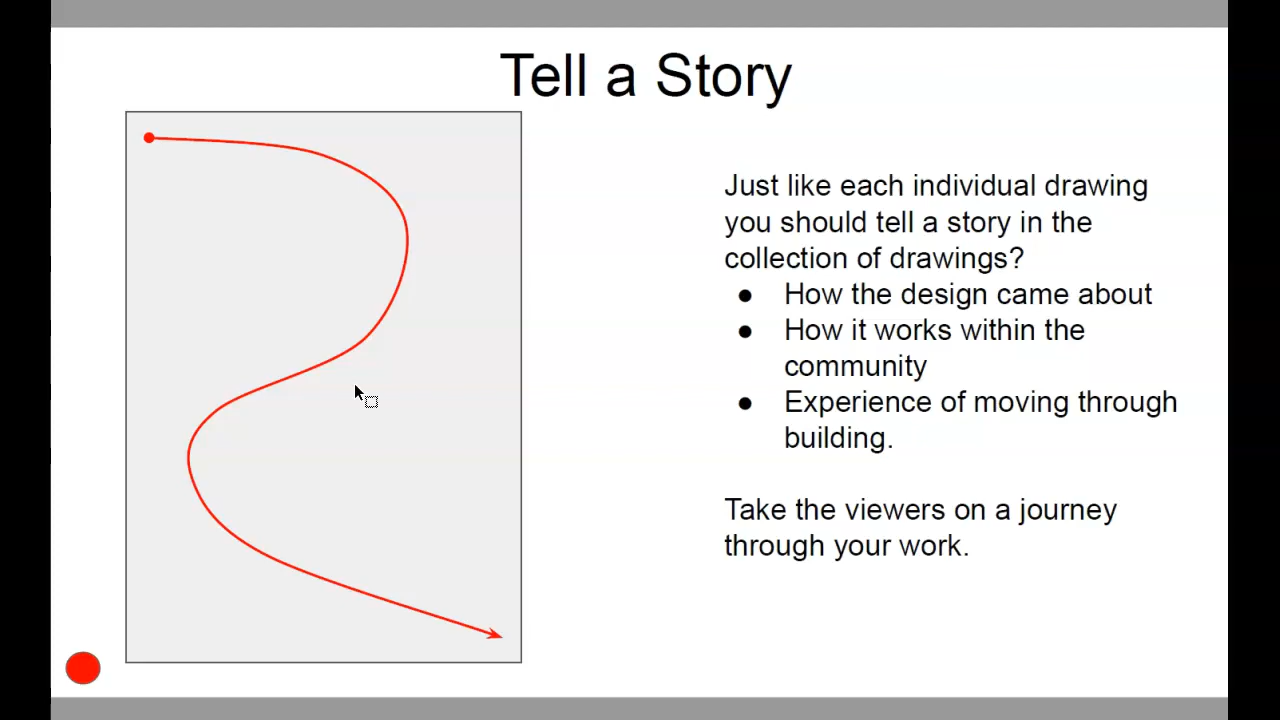 Tell a Story
Just like each individual drawing
you should tell a story in the
collection of drawings?
● How the design came about
● How it works within the
community
● Experience of moving through
building.
Take the viewers on a journey
through your work.